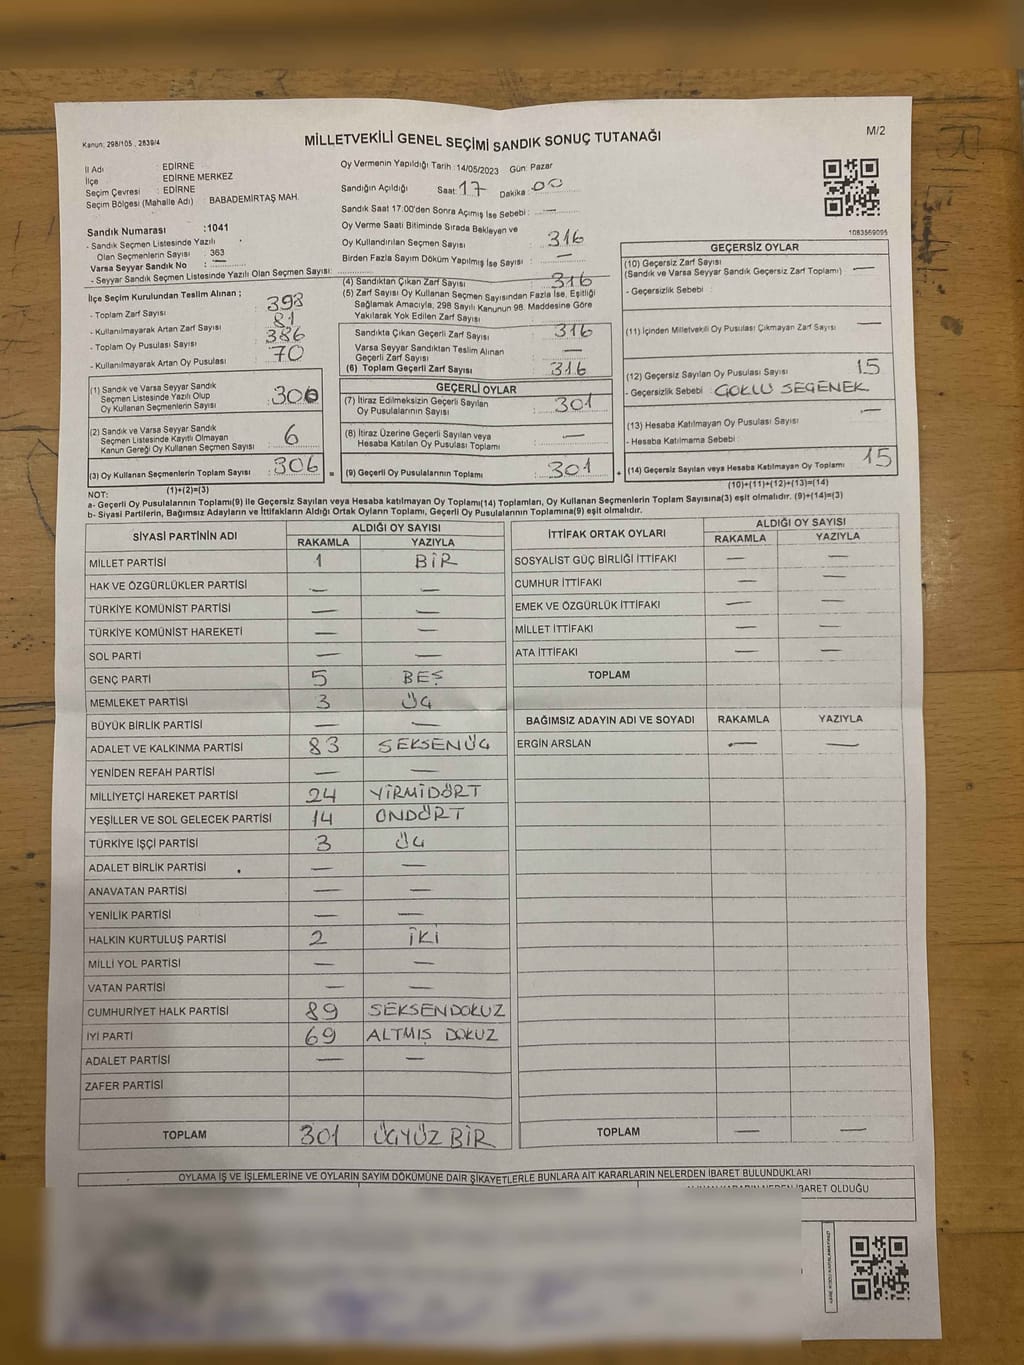 Kanun: 298/105 , 2839/4
MİLLETVEKİLİ GENEL SEÇİMİ SANDIK SONUÇ TUTANAĞI
M/2
İl Adı : EDİRNE
İlçe : EDİRNE MERKEZ
Seçim Çevresi : EDİRNE
Seçim Bölgesi (Mahalle Adı) : BABADEMİRTAŞ MAH.
Oy Vermenin Yapıldığı Tarih :14/05/2023 Gün: Pazar
Sandığın Açıldığı Saat: 17 Dakika: 00
Sandık Saat 17:00'den Sonra Açımış İse Sebebi : —
Oy Verme Saati Bitiminde Sırada Bekleyen ve
Oy Kullandırılan Seçmen Sayısı : 316
Birden Fazla Sayım Döküm Yapılmış İse Sayısı : —
1083569095
Sandık Numarası :1041
- Sandık Seçmen Listesinde Yazılı
Olan Seçmenlerin Sayısı : 363
Varsa Seyyar Sandık No : —
- Seyyar Sandık Seçmen Listesinde Yazılı Olan Seçmen Sayısı:
İlçe Seçim Kurulundan Teslim Alınan ;
- Toplam Zarf Sayısı : 398
- Kullanılmayarak Artan Zarf Sayısı : 81
- Toplam Oy Pusulası Sayısı : 386
- Kullanılmayarak Artan Oy Pusulası : 70
(1) Sandık ve Varsa Seyyar Sandık
Seçmen Listesinde Yazılı Olup
Oy Kullanan Seçmenlerin Sayısı : 300
(2) Sandık ve Varsa Seyyar Sandık
Seçmen Listesinde Kayıtlı Olmayan
Kanun Gereği Oy Kullanan Seçmen Sayısı : 6
(3) Oy Kullanan Seçmenlerin Toplam Sayısı : 306
(1)+(2)=(3)
(4) Sandıktan Çıkan Zarf Sayısı : 316
(5) Zarf Sayısı Oy Kullanan Seçmen Sayısından Fazla İse, Eşitliği
Sağlamak Amacıyla, 298 Sayılı Kanunun 98. Maddesine Göre
Yakılarak Yok Edilen Zarf Sayısı :
Sandıkta Çıkan Geçerli Zarf Sayısı : 316
Varsa Seyyar Sandıktan Teslim Alınan
Geçerli Zarf Sayısı : —
(6) Toplam Geçerli Zarf Sayısı : 316
GEÇERLİ OYLAR
(7) İtiraz Edilmeksizin Geçerli Sayılan
Oy Pusulalarının Sayısı : 301
(8) İtiraz Üzerine Geçerli Sayılan veya
Hesaba Katılan Oy Pusulası Toplamı : —
= (9) Geçerli Oy Pusulalarının Toplamı : 301
GEÇERSİZ OYLAR
(10) Geçersiz Zarf Sayısı
(Sandık ve Varsa Seyyar Sandık Geçersiz Zarf Toplamı) : —
- Geçersizlik Sebebi :
(11) İçinden Milletvekili Oy Pusulası Çıkmayan Zarf Sayısı : —
(12) Geçersiz Sayılan Oy Pusulası Sayısı : 15
- Geçersizlik Sebebi : ÇOKLU SEÇENEK
(13) Hesaba Katılmayan Oy Pusulası Sayısı : —
- Hesaba Katılmama Sebebi :
+ (14) Geçersiz Sayılan veya Hesaba Katılmayan Oy Toplamı : 15
(10)+(11)+(12)+(13)=(14)
NOT:
a- Geçerli Oy Pusulalarının Toplamı(9) ile Geçersiz Sayılan veya Hesaba katılmayan Oy Toplamı(14) Toplamları, Oy Kullanan Seçmenlerin Toplam Sayısına(3) eşit olmalıdır. (9)+(14)=(3)
b- Siyasi Partilerin, Bağımsız Adayların ve İttifakların Aldığı Ortak Oyların Toplamı, Geçerli Oy Pusulalarının Toplamına(9) eşit olmalıdır.
SİYASİ PARTİNİN ADI ALDIĞI OY SAYISI
RAKAMLA YAZIYLA
MİLLET PARTİSİ 1 BİR
HAK VE ÖZGÜRLÜKLER PARTİSİ — —
TÜRKİYE KOMÜNİST PARTİSİ — —
TÜRKİYE KOMÜNİST HAREKETİ — —
SOL PARTİ — —
GENÇ PARTİ 5 BEŞ
MEMLEKET PARTİSİ 3 ÜÇ
BÜYÜK BİRLİK PARTİSİ — —
ADALET VE KALKINMA PARTİSİ 83 SEKSENÜÇ
YENİDEN REFAH PARTİSİ — —
MİLLİYETÇİ HAREKET PARTİSİ 24 YİRMİDÖRT
YEŞİLLER VE SOL GELECEK PARTİSİ 14 ONDÖRT
TÜRKİYE İŞÇİ PARTİSİ 3 ÜÇ
ADALET BİRLİK PARTİSİ — —
ANAVATAN PARTİSİ — —
YENİLİK PARTİSİ — —
HALKIN KURTULUŞ PARTİSİ 2 İKİ
MİLLİ YOL PARTİSİ — —
VATAN PARTİSİ — —
CUMHURİYET HALK PARTİSİ 89 SEKSENDOKUZ
İYİ PARTİ 69 ALTMIŞ DOKUZ
ADALET PARTİSİ — —
ZAFER PARTİSİ
TOPLAM 301 ÜÇYÜZ BİR
İTTİFAK ORTAK OYLARI ALDIĞI OY SAYISI
RAKAMLA YAZIYLA
SOSYALİST GÜÇ BİRLİĞİ İTTİFAKI — —
CUMHUR İTTİFAKI — —
EMEK VE ÖZGÜRLÜK İTTİFAKI — —
MİLLET İTTİFAKI — —
ATA İTTİFAKI — —
TOPLAM
BAĞIMSIZ ADAYIN ADI VE SOYADI RAKAMLA YAZIYLA
ERGİN ARSLAN — —
TOPLAM — —
OYLAMA İŞ VE İŞLEMLERİNE VE OYLARIN SAYIM DÖKÜMÜNE DAİR ŞİKAYETLERLE BUNLARA AİT KARARLARIN NELERDEN İBARET BULUNDUKLARI
İBARET OLDUĞU